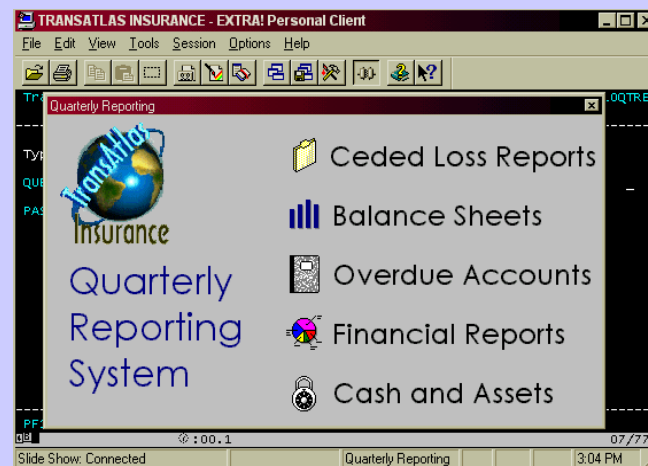 TRANSATLAS INSURANCE - EXTRA! Personal Client
File Edit View Tools Session Options Help
Quarterly Reporting
TransAtlas
Insurance
Quarterly
Reporting
System
Ceded Loss Reports
Balance Sheets
Overdue Accounts
Financial Reports
Cash and Assets
:00.1
07/77
Slide Show: Connected
Quarterly Reporting
3:04 PM